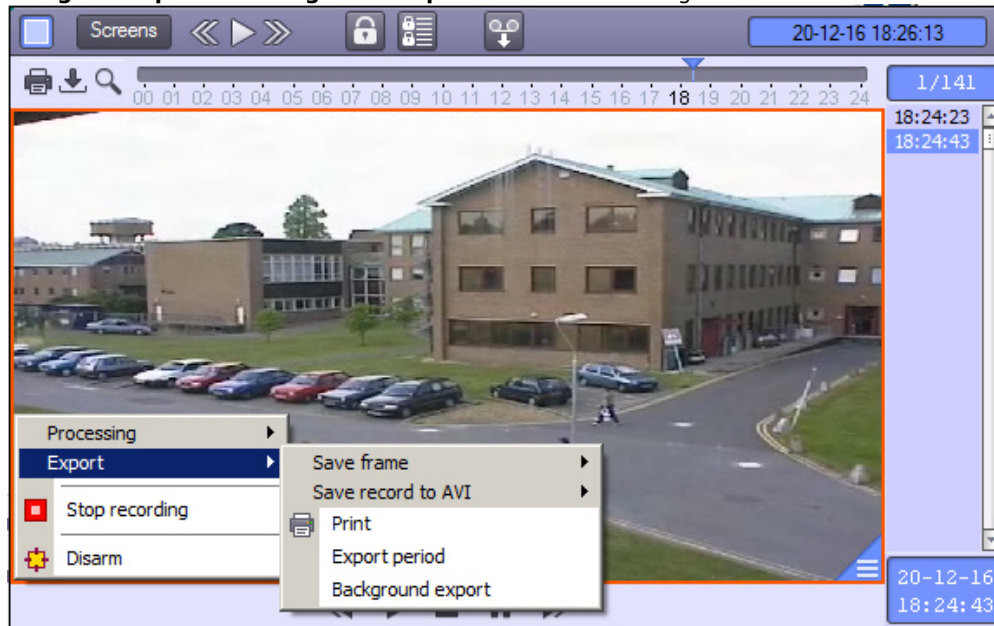 Screens
20-12-16 18:26:13
00 01 02 03 04 05 06 07 08 09 10 11 12 13 14 15 16 17 18 19 20 21 22 23 24
1/141
18:24:23
18:24:43
Processing
Export
Stop recording
Disarm
Save frame
Save record to AVI
Print
Export period
Background export
20-12-16
18:24:43